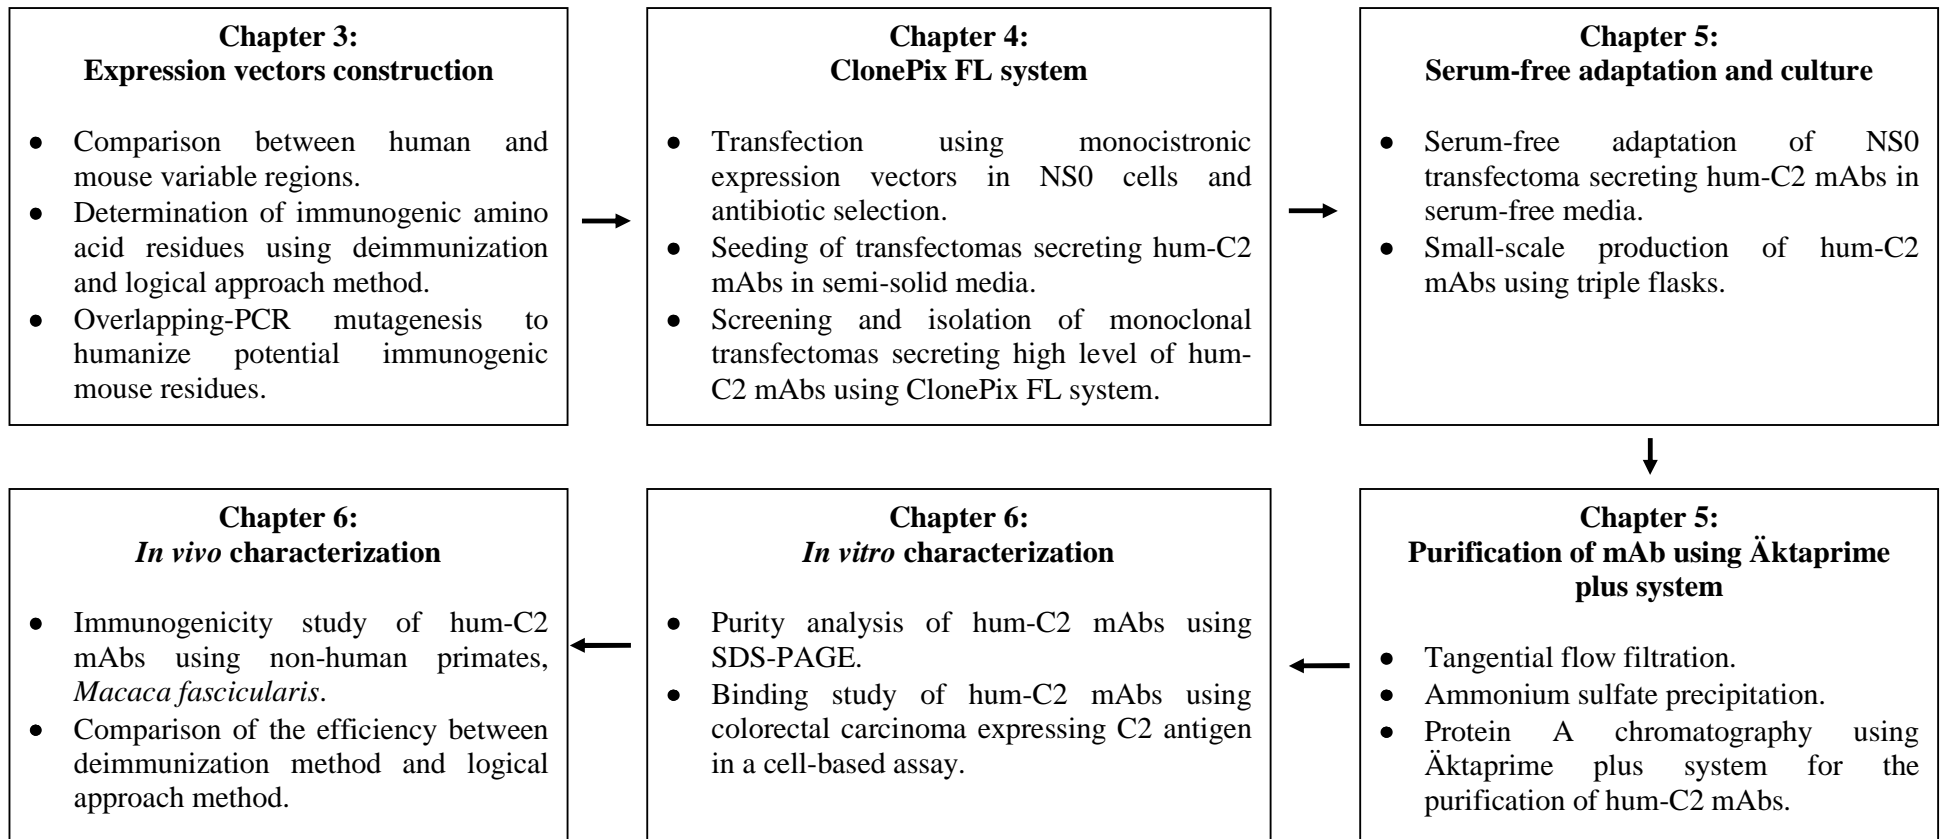 Chapter 3:
Expression vectors construction
● Comparison between human and
mouse variable regions.
● Determination of immunogenic amino
acid residues using deimmunization
and logical approach method.
● Overlapping-PCR mutagenesis to
humanize potential immunogenic
mouse residues.
Chapter 4:
ClonePix FL system
● Transfection using monocistronic
expression vectors in NS0 cells and
antibiotic selection.
● Seeding of transfectomas secreting hum-C2
mAbs in semi-solid media.
● Screening and isolation of monoclonal
transfectomas secreting high level of hum-
C2 mAbs using ClonePix FL system.
Chapter 5:
Serum-free adaptation and culture
● Serum-free adaptation of NS0
transfectoma secreting hum-C2 mAbs in
serum-free media.
● Small-scale production of hum-C2
mAbs using triple flasks.
Chapter 5:
Purification of mAb using Äktaprime
plus system
● Tangential flow filtration.
● Ammonium sulfate precipitation.
● Protein A chromatography using
Äktaprime plus system for the
purification of hum-C2 mAbs.
Chapter 6:
In vitro characterization
● Purity analysis of hum-C2 mAbs using
SDS-PAGE.
● Binding study of hum-C2 mAbs using
colorectal carcinoma expressing C2 antigen
in a cell-based assay.
Chapter 6:
In vivo characterization
● Immunogenicity study of hum-C2
mAbs using non-human primates,
Macaca fascicularis.
● Comparison of the efficiency between
deimmunization method and logical
approach method.